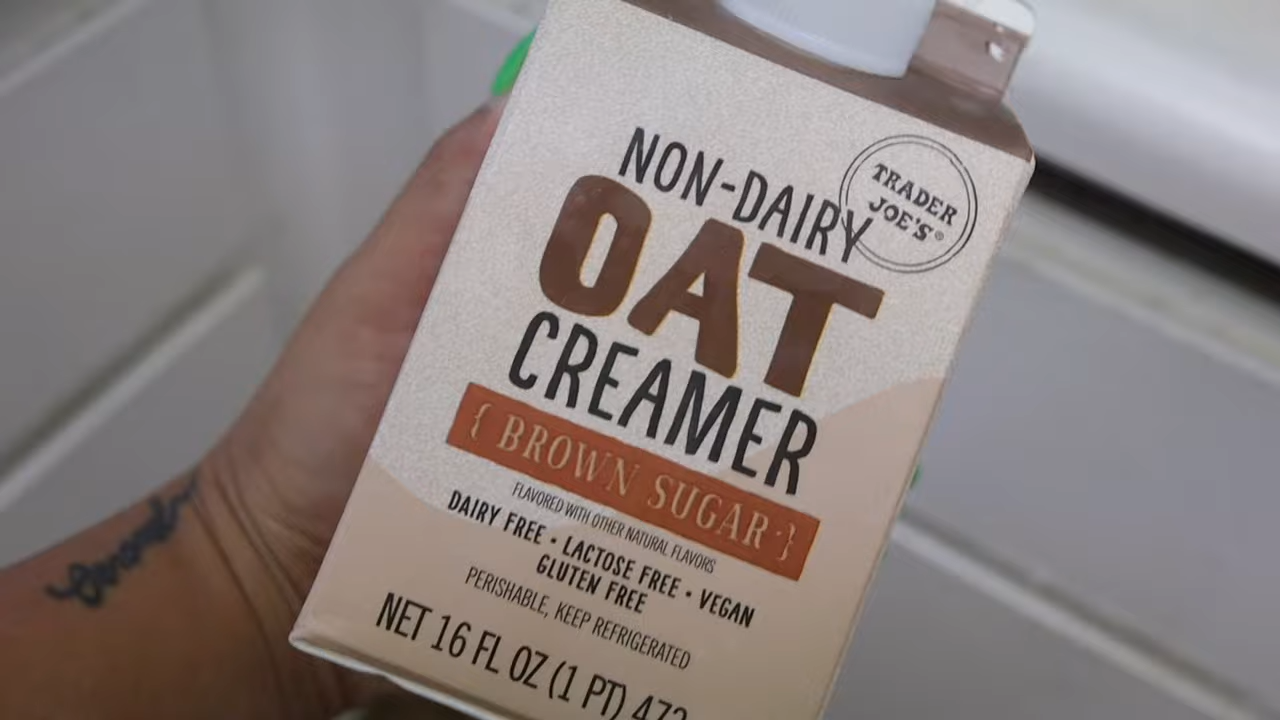 NON-DAIRY
TRADER
JOE'S®
OAT
CREAMER
{ BROWN SUGAR }
FLAVORED WITH OTHER NATURAL FLAVORS
DAIRY FREE • LACTOSE FREE • VEGAN
GLUTEN FREE
PERISHABLE, KEEP REFRIGERATED
NET 16 FL OZ (1 PT) 473